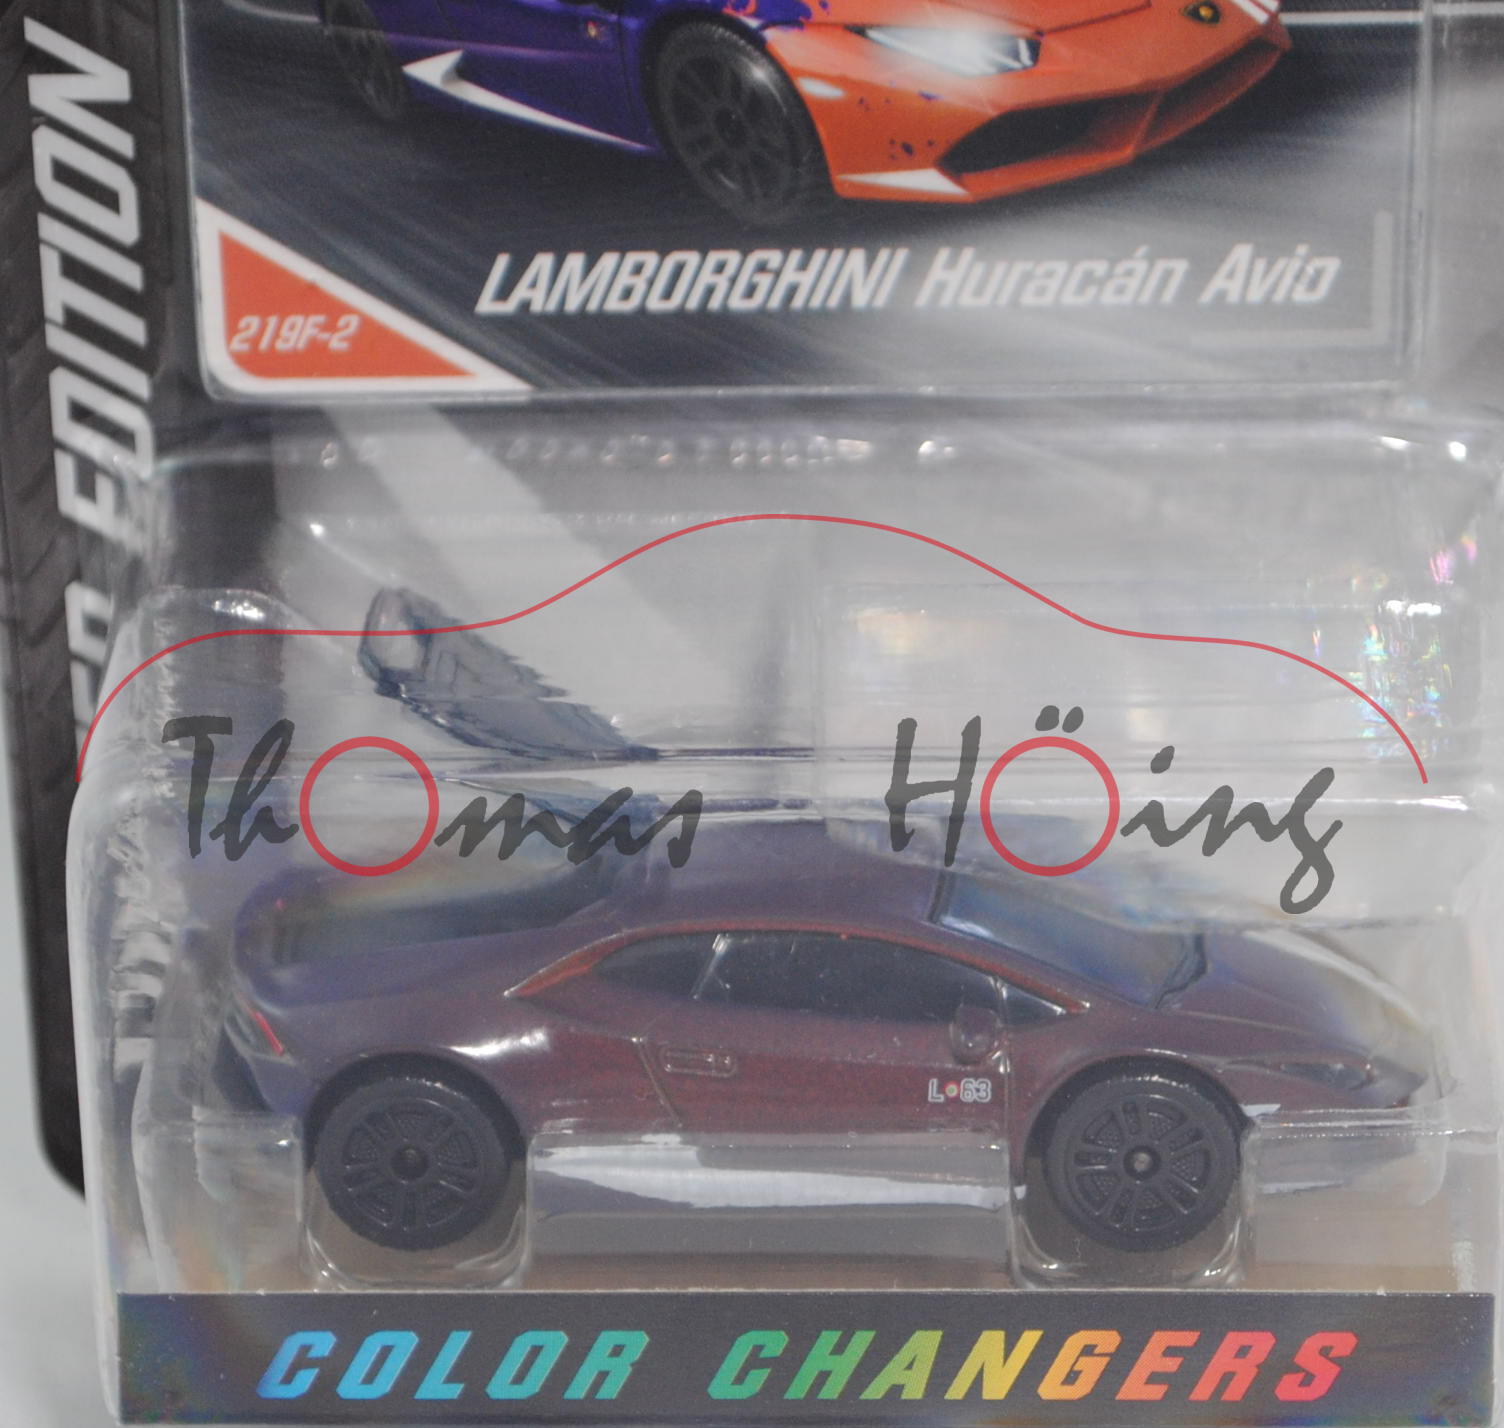 LAMBORGHINI Huracán Avio
219F-2
EDITION
Thomas Höing
L 63
COLOR CHANGERS